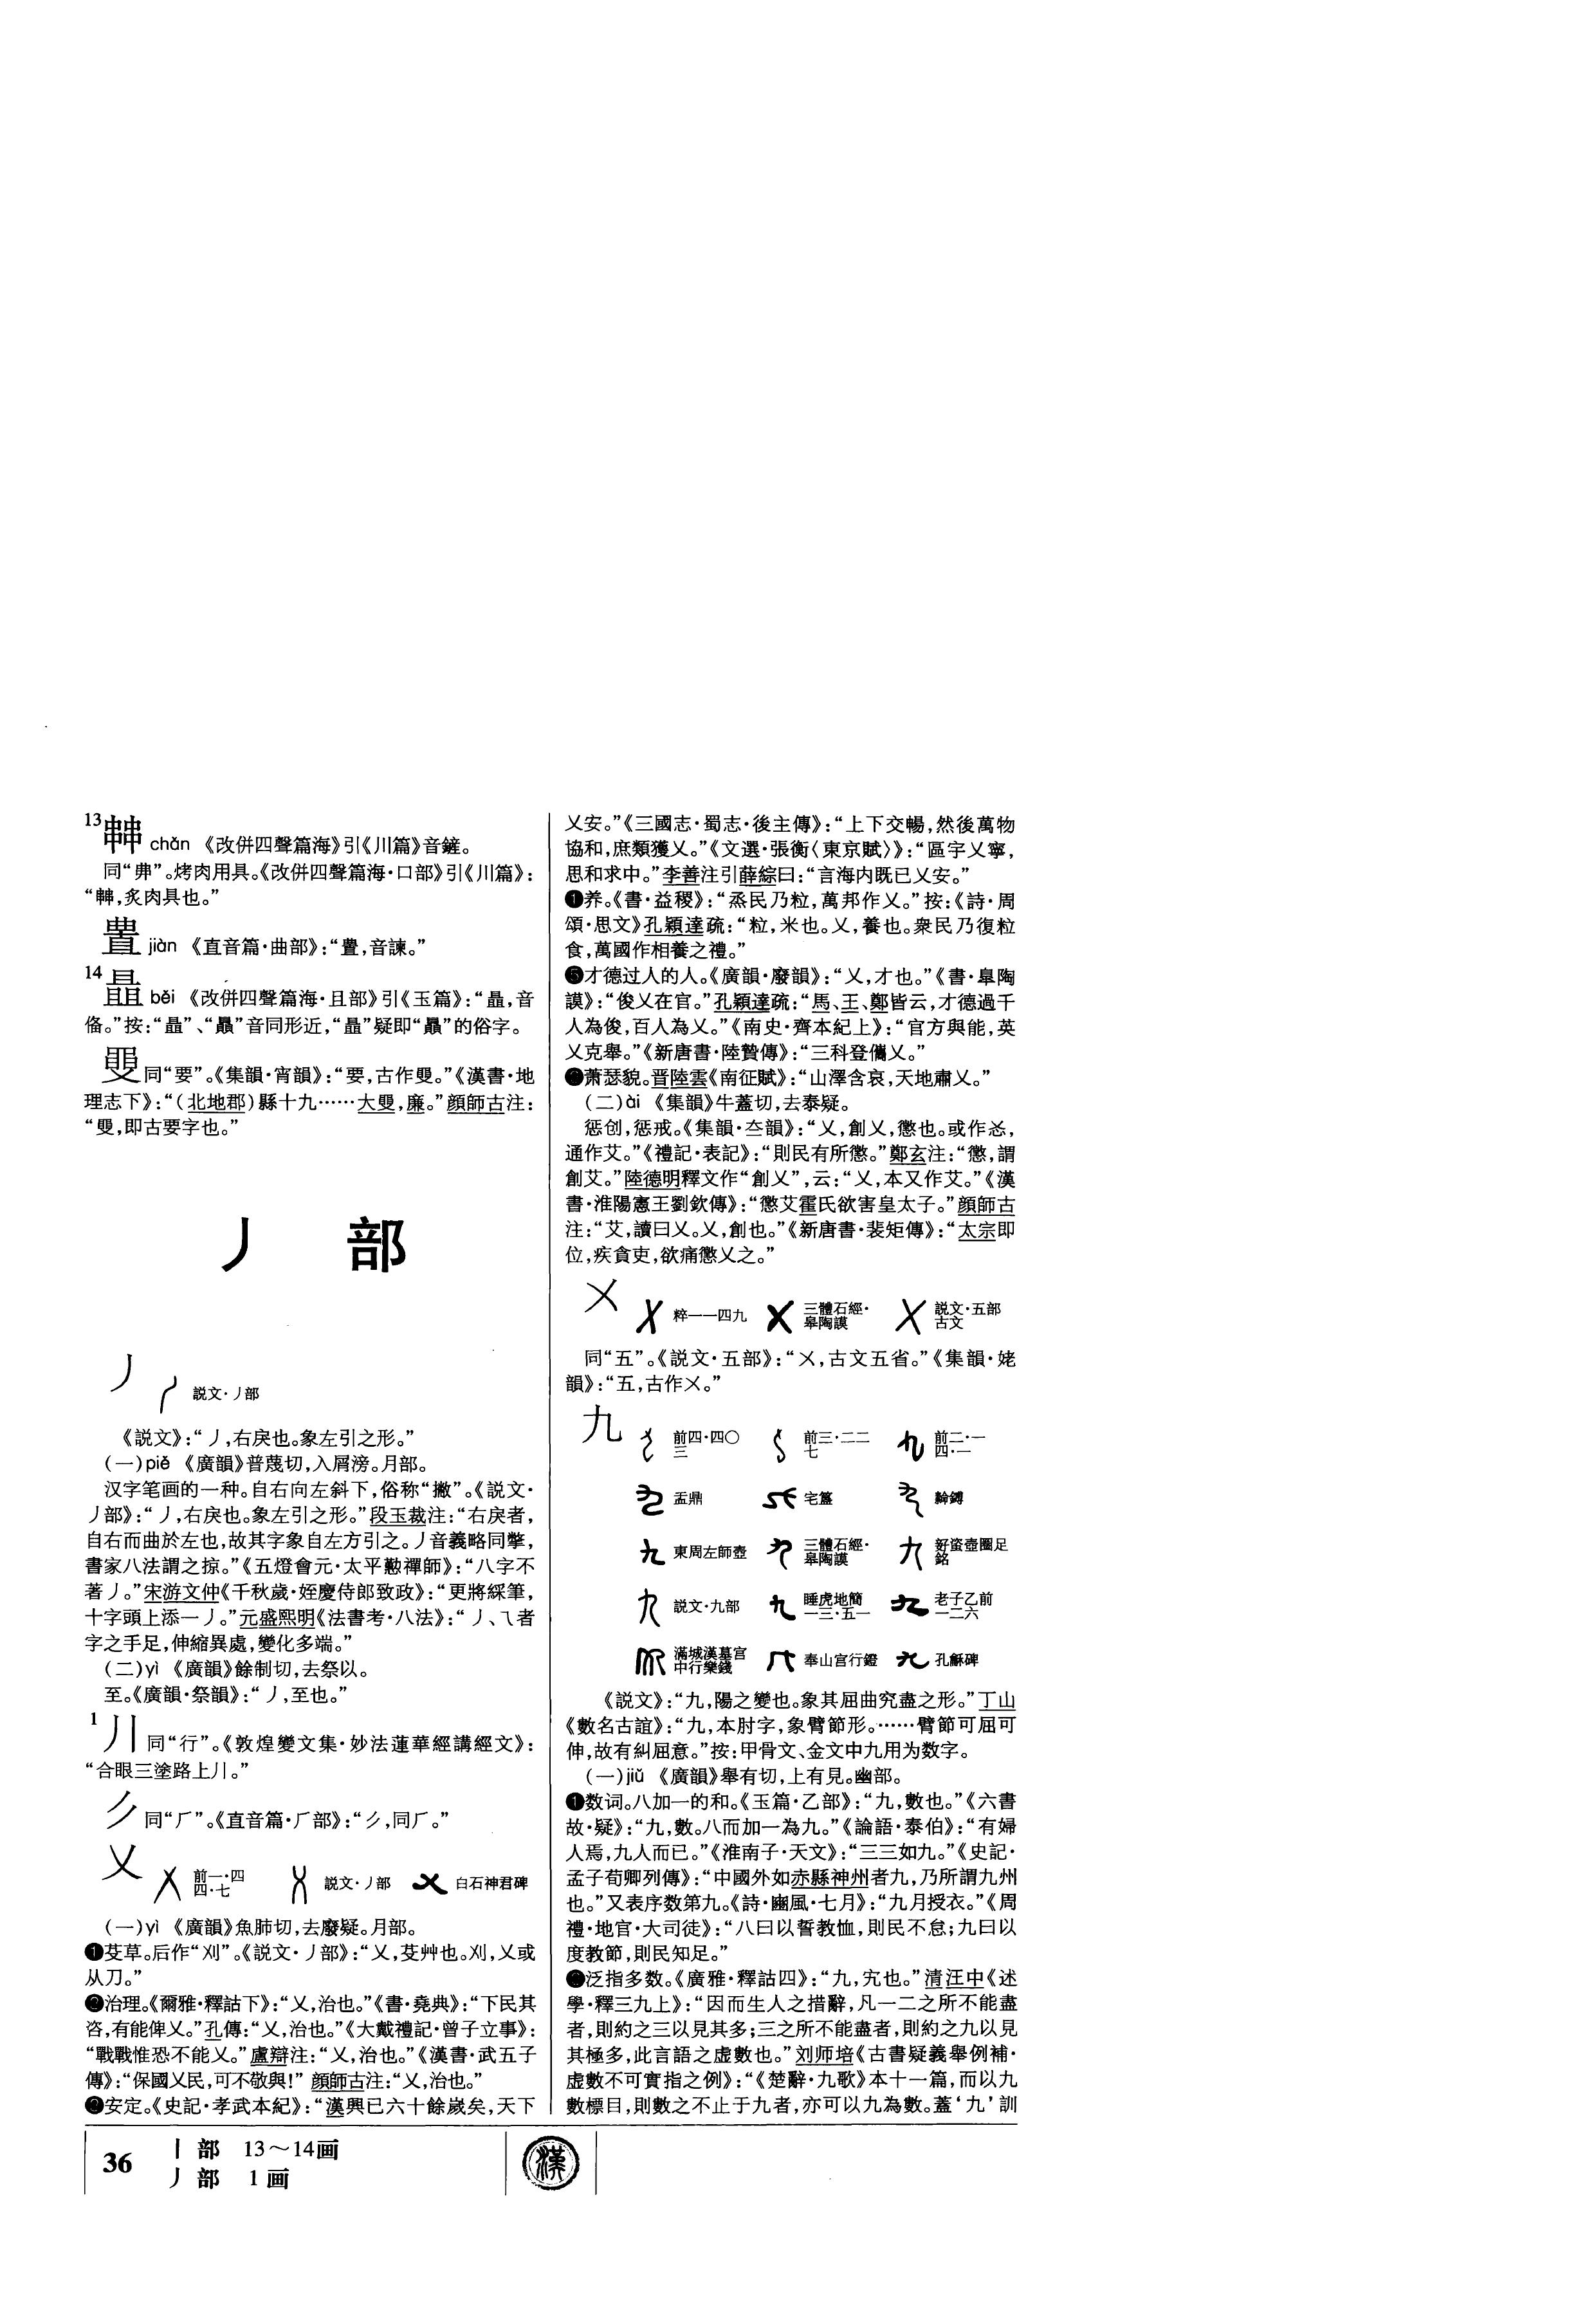 13 chǎn 《改併四聲篇海》引《川篇》音鏟。
同“丳”。烤肉用具。《改併四聲篇海·口部》引《川篇》:
“，炙肉具也。”
jiàn 《直音篇·曲部》:“，音諫。”
14 běi 《改併四聲篇海·且部》引《玉篇》:“，音
俻。”按:“”、“”音同形近，“”疑即“”的俗字。
同“要”。《集韻·宵韻》:“要，古作。”《漢書·地
理志下》:“(北地郡)縣十九……大，廉。”顔師古注:
“，即古要字也。”
丿 部
丿 説文·丿部
《説文》:“丿，右戾也。象左引之形。”
(一)piě 《廣韻》普蔑切，入屑滂。月部。
汉字笔画的一种。自右向左斜下，俗称“撇”。《説文·
丿部》:“丿，右戾也。象左引之形。”段玉裁注:“右戾者，
自右而曲於左也，故其字象自左方引之。丿音義略同擎，
書家八法謂之掠。”《五燈會元·太平懃禪師》:“八字不
著丿。”宋游文仲《千秋歲·姪慶侍郎致政》:“更將綵筆，
十字頭上添一丿。”元盛熙明《法書考·八法》:“丿、乁者
字之手足，伸縮異處，變化多端。”
(二)yì 《廣韻》餘制切，去祭以。
至。《廣韻·祭韻》:“丿，至也。”
1 同“行”。《敦煌變文集·妙法蓮華經講經文》:
“合眼三塗路上。”
同“𠂆”。《直音篇·𠂆部》:“，同𠂆。”
乂 前一·四四·七 説文·丿部 白石神君碑
(一)yì 《廣韻》魚肺切，去廢疑。月部。
❶芟草。后作“刈”。《説文·丿部》:“乂，芟艸也。刈，乂或
从刀。”
❷治理。《爾雅·釋詁下》:“乂，治也。”《書·堯典》:“下民其
咨，有能俾乂。”孔傳:“乂，治也。”《大戴禮記·曾子立事》:
“戰戰惟恐不能乂。”盧辯注:“乂，治也。”《漢書·武五子
傳》:“保國乂民，可不敬與!”顔師古注:“乂，治也。”
❸安定。《史記·孝武本紀》:“漢興已六十餘歲矣，天下
乂安。”《三國志·蜀志·後主傳》:“上下交暢，然後萬物
協和，庶類獲乂。”《文選·張衡〈東京賦〉》:“區宇乂寧，
思和求中。”李善注引薛綜曰:“言海内既已乂安。”
❹养。《書·益稷》:“烝民乃粒，萬邦作乂。”按:《詩·周
頌·思文》孔穎達疏:“粒，米也。乂，養也。衆民乃復粒
食，萬國作相養之禮。”
❺才德过人的人。《廣韻·廢韻》:“乂，才也。”《書·皋陶
謨》:“俊乂在官。”孔穎達疏:“馬、王、鄭皆云，才德過千
人為俊，百人為乂。”《南史·齊本紀上》:“官方與能，英
乂克舉。”《新唐書·陸贄傳》:“三科登儁乂。”
❻萧瑟貌。晋陸雲《南征賦》:“山澤含哀，天地肅乂。”
(二)ài 《集韻》牛蓋切，去泰疑。
惩创，惩戒。《集韻·夳韻》:“乂，創乂，懲也。或作忩，
通作艾。”《禮記·表記》:“則民有所懲。”鄭玄注:“懲，謂
創艾。”陸德明釋文作“創乂”，云:“乂，本又作艾。”《漢
書·淮陽憲王劉欽傳》:“懲艾霍氏欲害皇太子。”顔師古
注:“艾，讀曰乂。乂，創也。”《新唐書·裴矩傳》:“太宗即
位，疾貪吏，欲痛懲乂之。”
㐅 粹一一四九 三體石經·皋陶謨 説文·五部古文
同“五”。《説文·五部》:“㐅，古文五省。”《集韻·姥
韻》:“五，古作㐅。”
九 前四·四〇三 前三·二二七 前二·一四·一
盂鼎 宅簋 𦅫鎛
東周左師壺 三體石經·皋陶謨 好蚉壺圈足銘
説文·九部 睡虎地簡一三·五一 老子乙前一二六
滿城漢墓宫中行樂錢 奉山宫行鐙 孔龢碑
《説文》:“九，陽之變也。象其屈曲究盡之形。”丁山
《數名古誼》:“九，本肘字，象臂節形。……臂節可屈可
伸，故有糾屈意。”按:甲骨文、金文中九用为数字。
(一)jiǔ 《廣韻》舉有切，上有見。幽部。
❶数词。八加一的和。《玉篇·乙部》:“九，數也。”《六書
故·疑》:“九，數。八而加一為九。”《論語·泰伯》:“有婦
人焉，九人而已。”《淮南子·天文》:“三三如九。”《史記·
孟子荀卿列傳》:“中國外如赤縣神州者九，乃所謂九州
也。”又表序数第九。《詩·豳風·七月》:“九月授衣。”《周
禮·地官·大司徒》:“八曰以誓教恤，則民不怠;九曰以
度教節，則民知足。”
❷泛指多数。《廣雅·釋詁四》:“九，宄也。”清汪中《述
學·釋三九上》:“因而生人之措辭，凡一二之所不能盡
者，則約之三以見其多;三之所不能盡者，則約之九以見
其極多，此言語之虛數也。”刘师培《古書疑義舉例補·
虛數不可實指之例》:“《楚辭·九歌》本十一篇，而以九
數標目，則數之不止于九者，亦可以九為數。蓋‘九’訓
36 丨部 13～14画
丿部 1画
漢